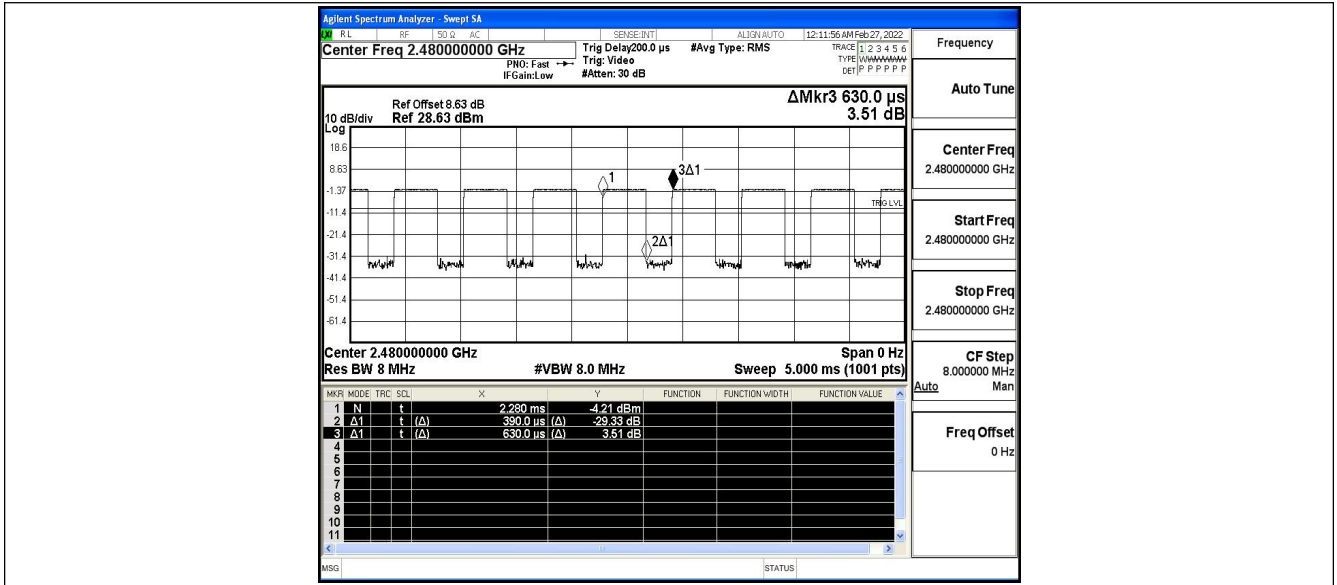 Agilent Spectrum Analyzer - Swept SA
LXI RL RF 50 Ω AC SENSE:INT ALIGN AUTO 12:11:56 AM Feb 27, 2022
Center Freq 2.480000000 GHz Trig Delay200.0 µs #Avg Type: RMS TRACE 1 2 3 4 5 6
PNO: Fast Trig: Video TYPE
IFGain:Low #Atten: 30 dB DET P P P P P P
ΔMkr3 630.0 µs
3.51 dB
Ref Offset 8.63 dB
10 dB/div Ref 28.63 dBm
Log
18.6
8.63
-1.37
-11.4
-21.4
-31.4
-41.4
-51.4
-61.4
1
3Δ1
2Δ1
TRIG LVL
Center 2.480000000 GHz Span 0 Hz
Res BW 8 MHz #VBW 8.0 MHz Sweep 5.000 ms (1001 pts)
MKR MODE TRC SCL X Y FUNCTION FUNCTION WIDTH FUNCTION VALUE
1 N t 2.280 ms -4.21 dBm
2 Δ1 t (Δ) 390.0 µs (Δ) -29.33 dB
3 Δ1 t (Δ) 630.0 µs (Δ) 3.51 dB
4
5
6
7
8
9
10
11
MSG STATUS
Frequency
Auto Tune
Center Freq
2.480000000 GHz
Start Freq
2.480000000 GHz
Stop Freq
2.480000000 GHz
CF Step
8.000000 MHz
Auto Man
Freq Offset
0 Hz